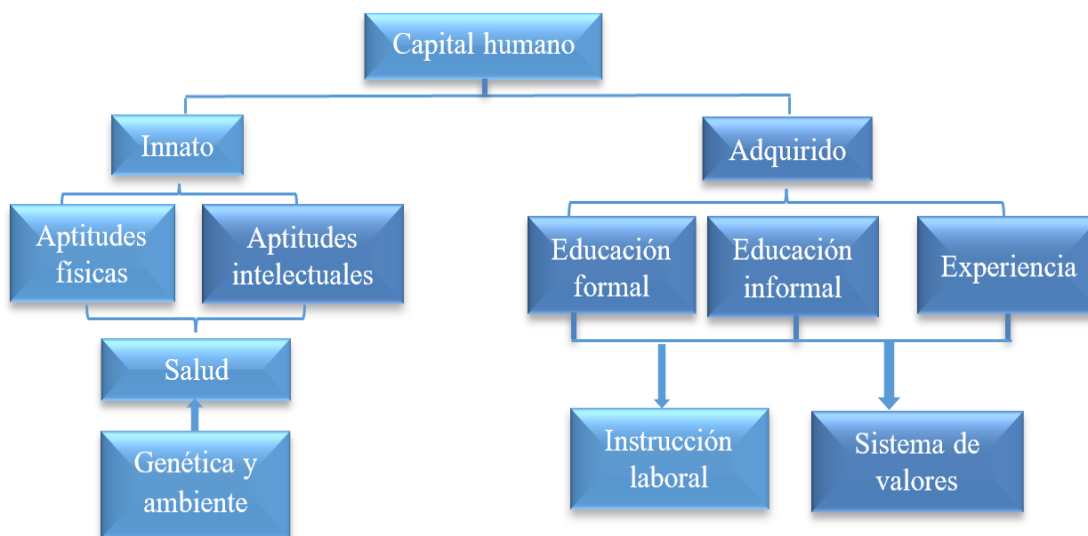 Capital humano
Innato
Adquirido
Aptitudes
físicas
Aptitudes
intelectuales
Educación
formal
Educación
informal
Experiencia
Salud
Genética y
ambiente
Instrucción
laboral
Sistema de
valores